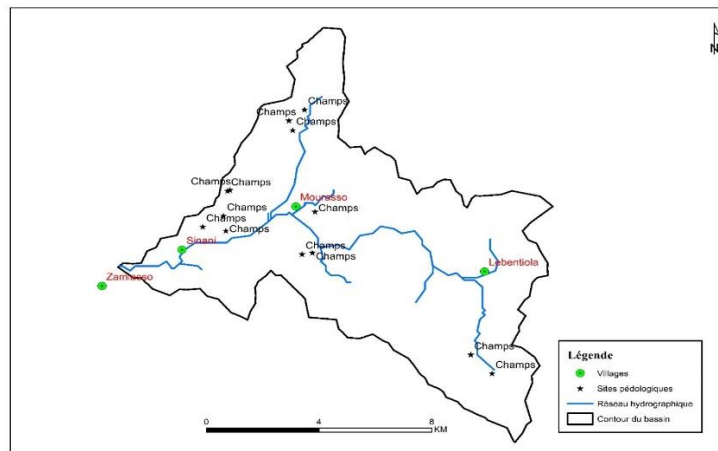 N
Champs
Champs
Champs
Champs
Champs
Champs
Champs
Champs
Mourasso
Champs
Sinani
Champs
Champs
Lebentiola
Zamrasso
Champs
Champs
Légende
Villages
Sites pédologiques
Réseau hydrographique
Contour du bassin
0 4 8
KM